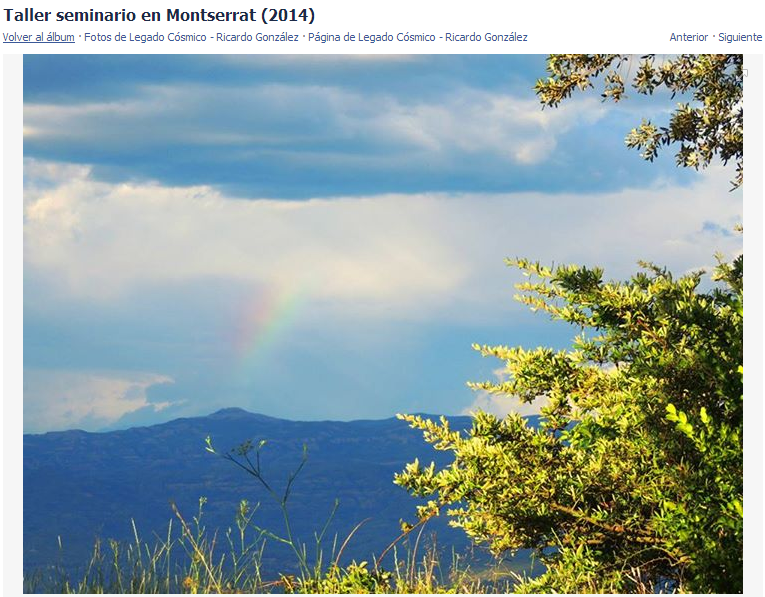 Taller seminario en Montserrat (2014)
Volver al álbum · Fotos de Legado Cósmico - Ricardo González · Página de Legado Cósmico - Ricardo González Anterior · Siguiente